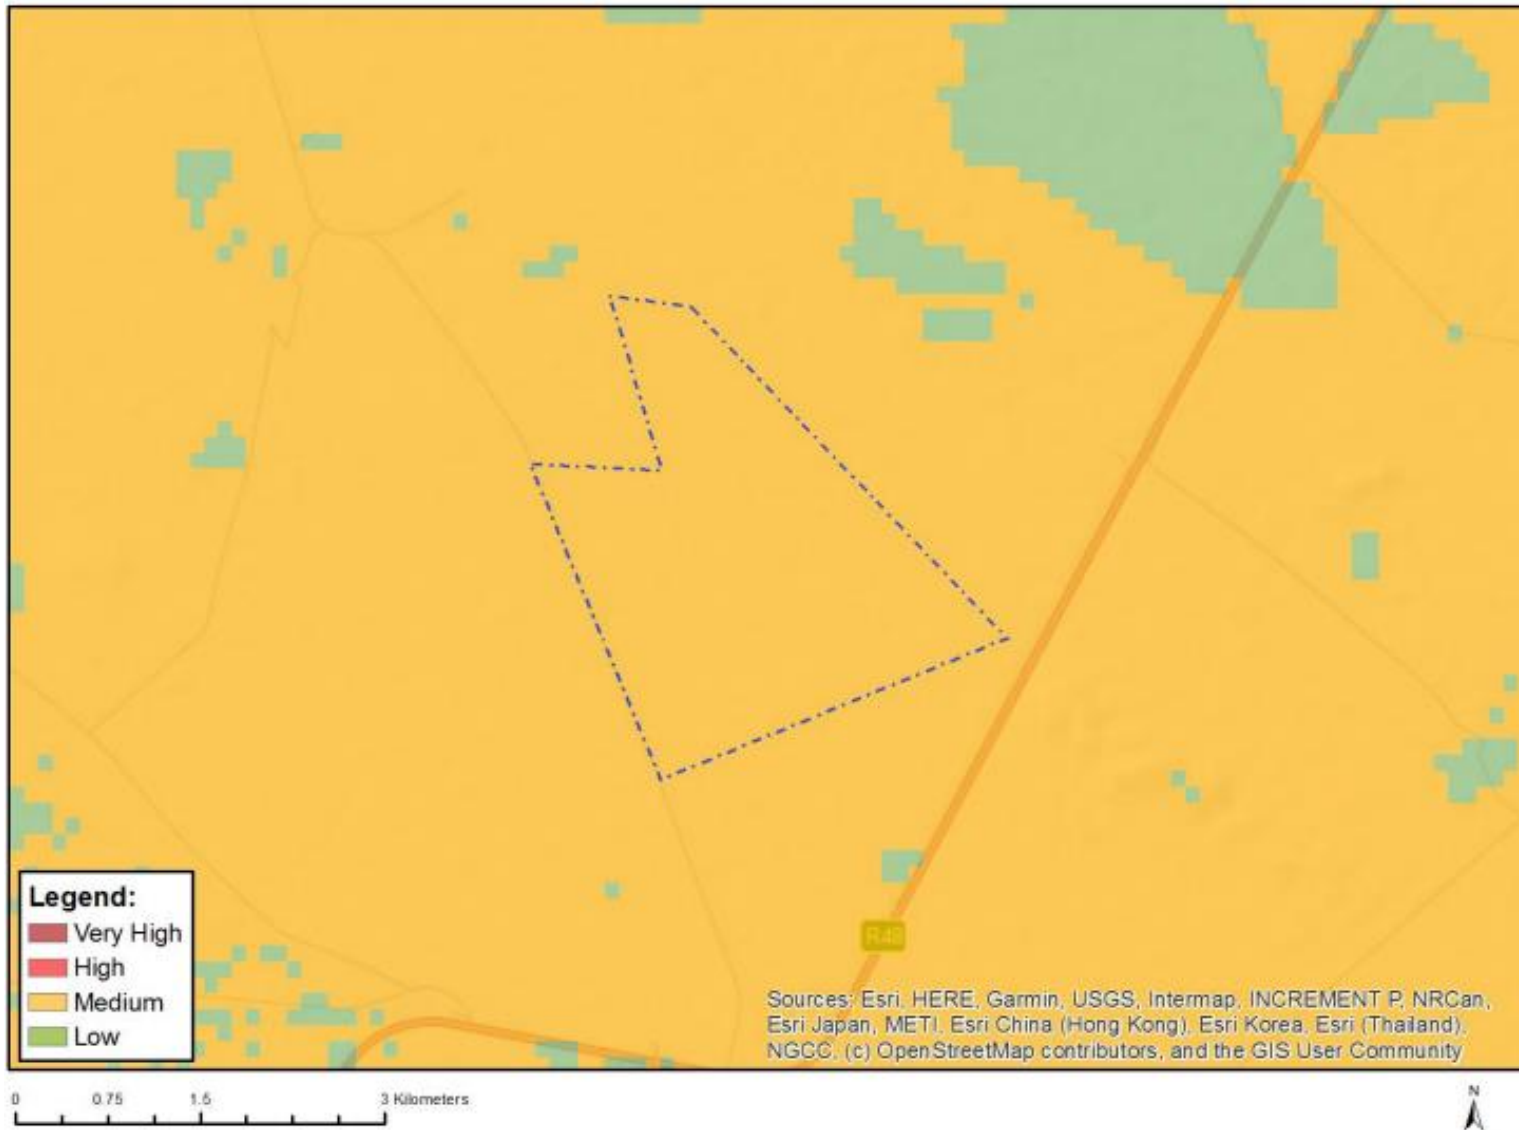 Legend:
Very High
High
Medium
Low
R48
Sources: Esri, HERE, Garmin, USGS, Intermap, INCREMENT P, NRCan,
Esri Japan, METI, Esri China (Hong Kong), Esri Korea, Esri (Thailand),
NGCC, (c) OpenStreetMap contributors, and the GIS User Community
0 0.75 1.5 3 Kilometers
N